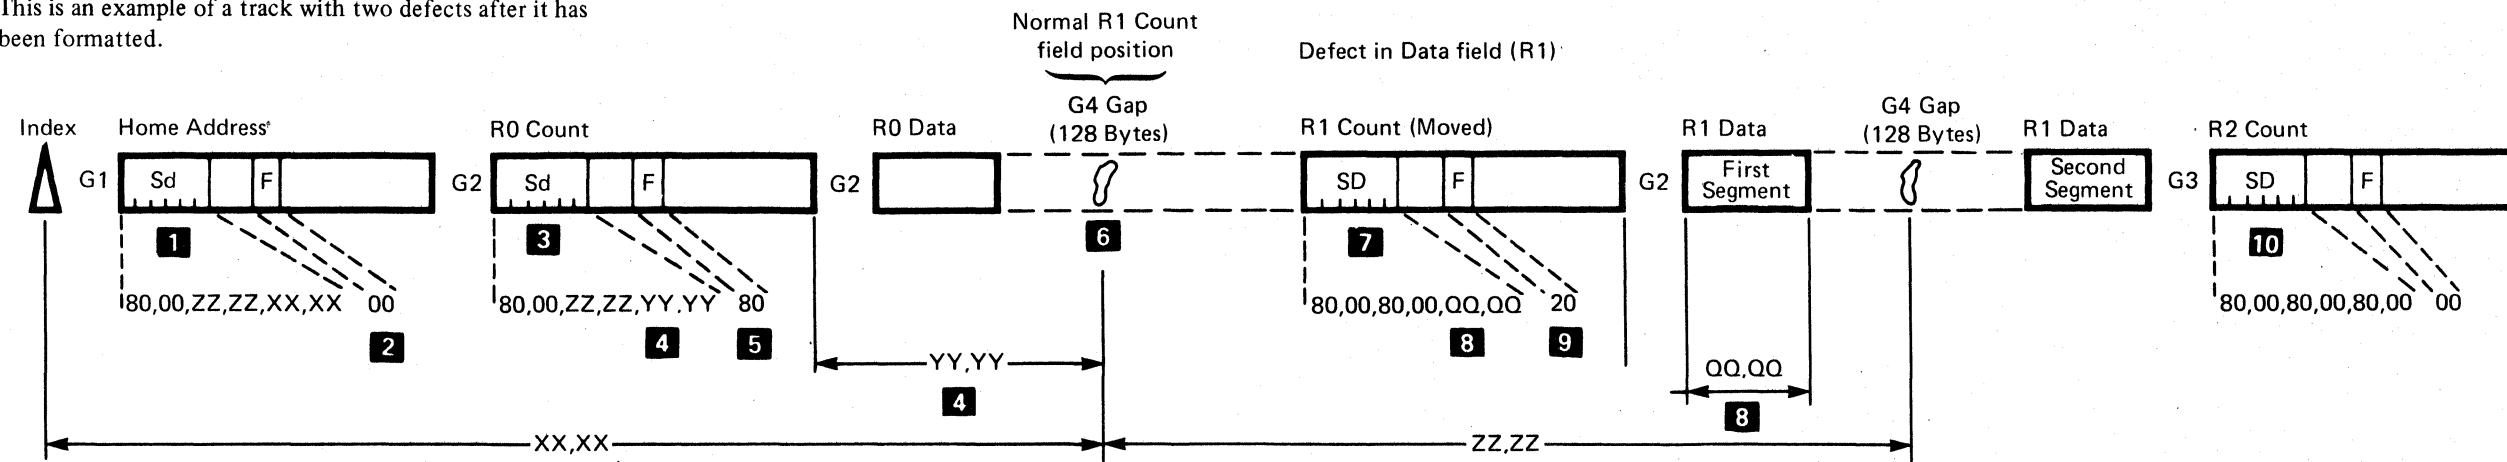 This is an example of a track with two defects after it has
been formatted.
Normal R1 Count
field position
Defect in Data field (R1)
G4 Gap
(128 Bytes)
G4 Gap
(128 Bytes)
Index
Home Address
R0 Count
R0 Data
R1 Count (Moved)
R1 Data
R1 Data
R2 Count
G1
Sd
F
G2
Sd
F
G2
SD
F
G2
First
Segment
Second
Segment
G3
SD
F
1
3
6
7
10
80,00,ZZ,ZZ,XX,XX
00
80,00,ZZ,ZZ,YY.YY
80
80,00,80,00,QQ,QQ
20
80,00,80,00,80,00
00
2
4
5
8
9
YY,YY
QQ,QQ
4
8
XX,XX
ZZ,ZZ